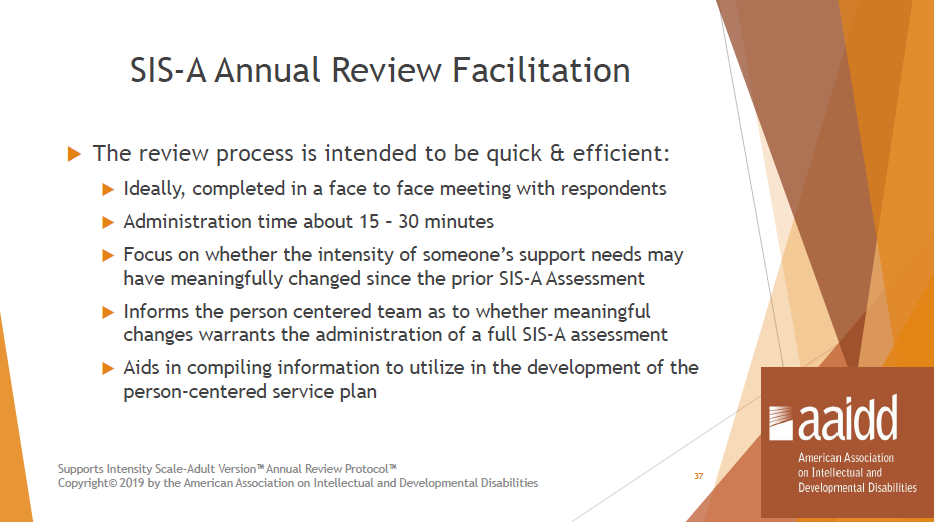 SIS-A Annual Review Facilitation
The review process is intended to be quick & efficient:
Ideally, completed in a face to face meeting with respondents
Administration time about 15 – 30 minutes
Focus on whether the intensity of someone's support needs may
have meaningfully changed since the prior SIS-A Assessment
Informs the person centered team as to whether meaningful
changes warrants the administration of a full SIS-A assessment
Aids in compiling information to utilize in the development of the
person-centered service plan
Supports Intensity Scale-Adult Version™ Annual Review Protocol™
Copyright© 2019 by the American Association on Intellectual and Developmental Disabilities
37
aaidd
American Association
on Intellectual and
Developmental Disabilities